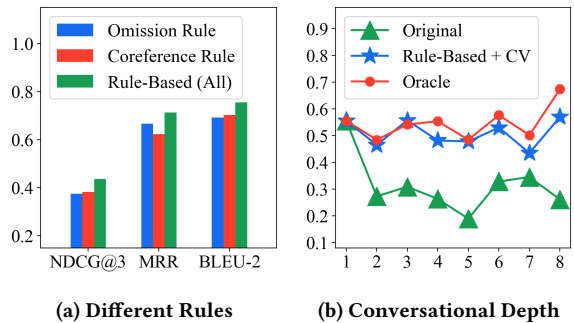 Omission Rule
Coreference Rule
Rule-Based (All)
1.0
0.8
0.6
0.4
0.2
NDCG@3 MRR BLEU-2
(a) Different Rules
Original
Rule-Based + CV
Oracle
0.9
0.8
0.7
0.6
0.5
0.4
0.3
0.2
0.1
1 2 3 4 5 6 7 8
(b) Conversational Depth